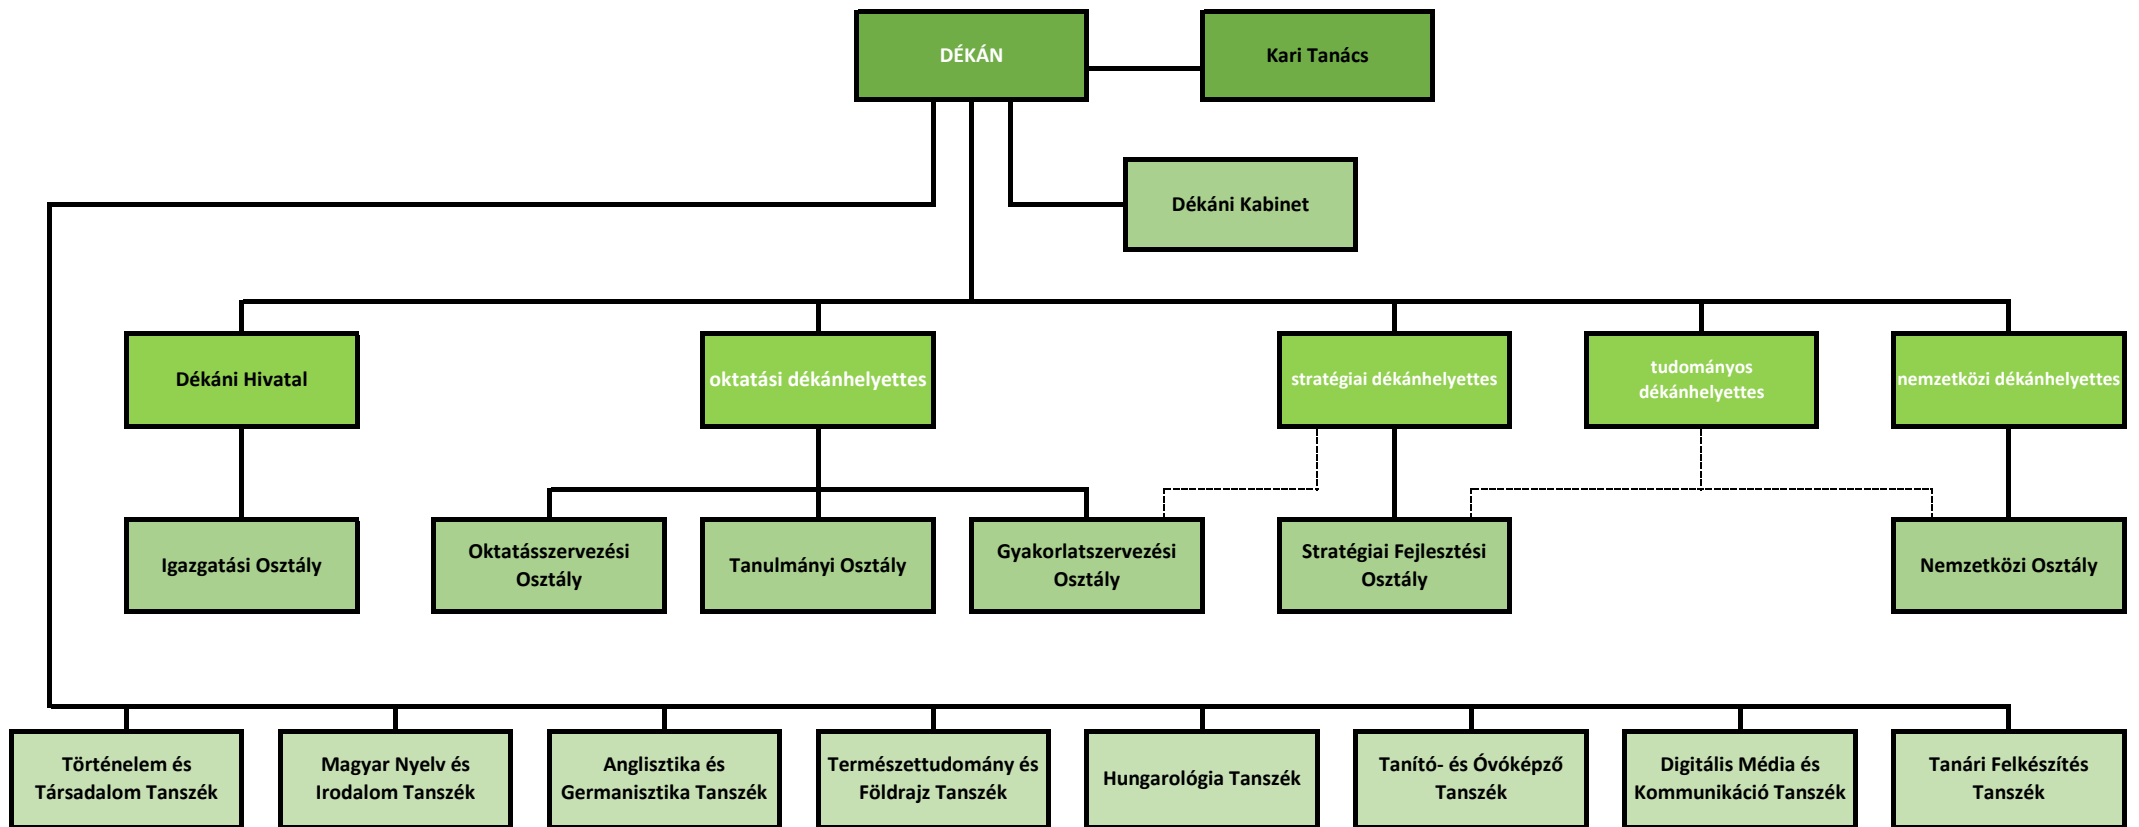 DÉKÁN
Kari Tanács
Dékáni Kabinet
Dékáni Hivatal
oktatási dékánhelyettes
stratégiai dékánhelyettes
tudományos
dékánhelyettes
nemzetközi dékánhelyettes
Igazgatási Osztály
Oktatásszervezési
Osztály
Tanulmányi Osztály
Gyakorlatszervezési
Osztály
Stratégiai Fejlesztési
Osztály
Nemzetközi Osztály
Történelem és
Társadalom Tanszék
Magyar Nyelv és
Irodalom Tanszék
Anglisztika és
Germanisztika Tanszék
Természettudomány és
Földrajz Tanszék
Hungarológia Tanszék
Tanító- és Óvóképző
Tanszék
Digitális Média és
Kommunikáció Tanszék
Tanári Felkészítés
Tanszék